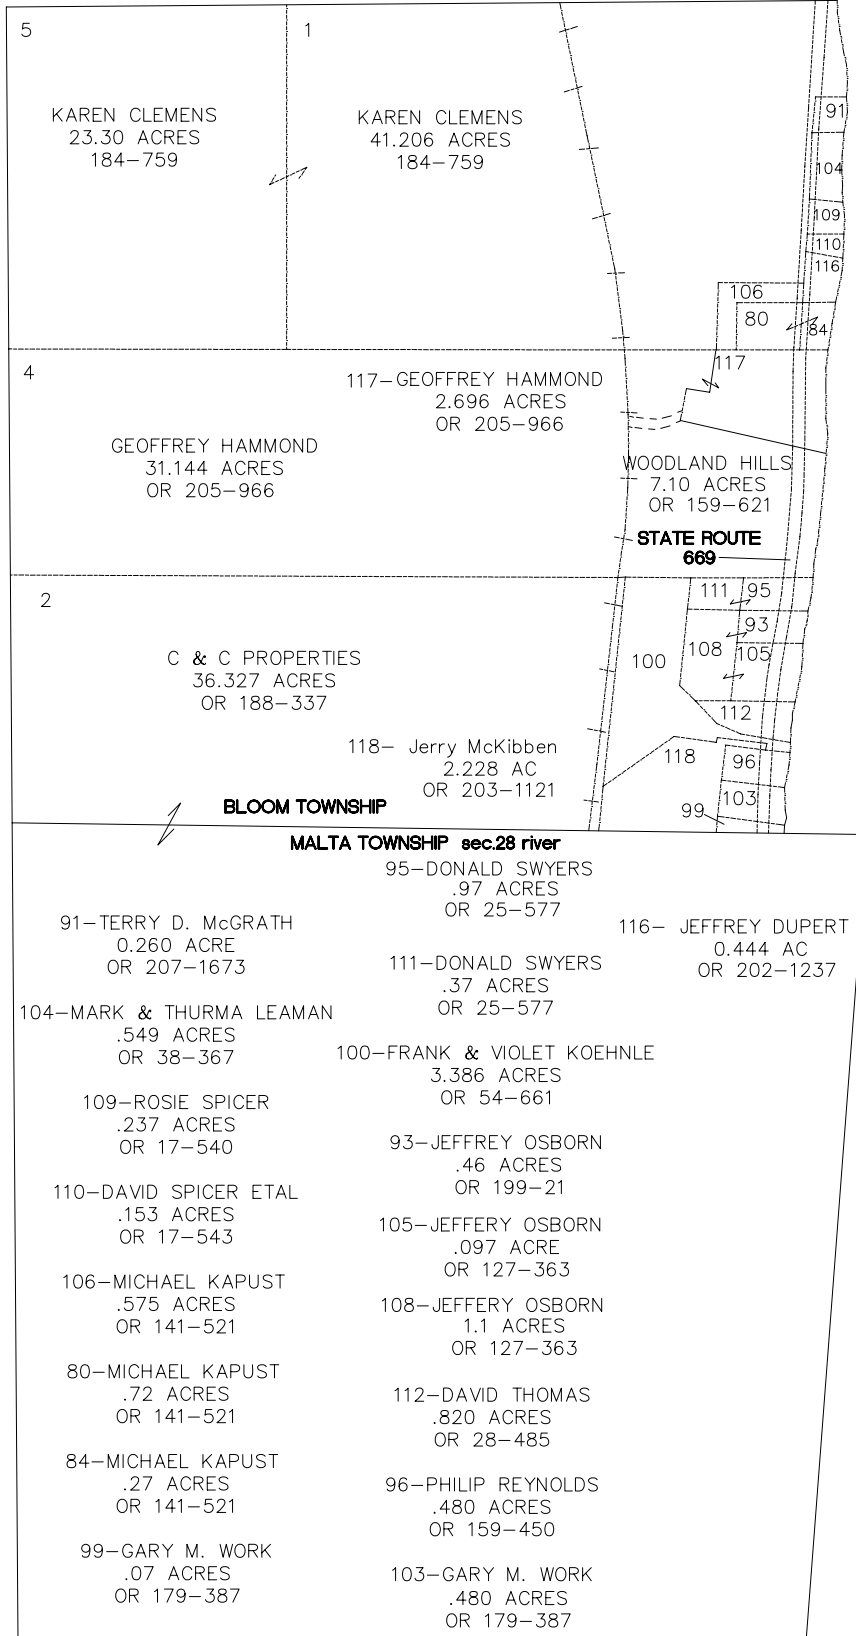 5
1
KAREN CLEMENS
23.30 ACRES
184-759
KAREN CLEMENS
41.206 ACRES
184-759
91
104
109
110
116
106
80
84
4
117
117-GEOFFREY HAMMOND
2.696 ACRES
OR 205-966
GEOFFREY HAMMOND
31.144 ACRES
OR 205-966
WOODLAND HILLS
7.10 ACRES
OR 159-621
STATE ROUTE
669
2
111
95
93
108
105
100
112
C & C PROPERTIES
36.327 ACRES
OR 188-337
118- Jerry McKibben
2.228 AC
OR 203-1121
118
96
103
99
BLOOM TOWNSHIP
MALTA TOWNSHIP sec.28 river
91-TERRY D. McGRATH
0.260 ACRE
OR 207-1673
104-MARK & THURMA LEAMAN
.549 ACRES
OR 38-367
109-ROSIE SPICER
.237 ACRES
OR 17-540
110-DAVID SPICER ETAL
.153 ACRES
OR 17-543
106-MICHAEL KAPUST
.575 ACRES
OR 141-521
80-MICHAEL KAPUST
.72 ACRES
OR 141-521
84-MICHAEL KAPUST
.27 ACRES
OR 141-521
99-GARY M. WORK
.07 ACRES
OR 179-387
95-DONALD SWYERS
.97 ACRES
OR 25-577
111-DONALD SWYERS
.37 ACRES
OR 25-577
100-FRANK & VIOLET KOEHNLE
3.386 ACRES
OR 54-661
93-JEFFREY OSBORN
.46 ACRES
OR 199-21
105-JEFFERY OSBORN
.097 ACRE
OR 127-363
108-JEFFERY OSBORN
1.1 ACRES
OR 127-363
112-DAVID THOMAS
.820 ACRES
OR 28-485
96-PHILIP REYNOLDS
.480 ACRES
OR 159-450
103-GARY M. WORK
.480 ACRES
OR 179-387
116- JEFFREY DUPERT
0.444 AC
OR 202-1237